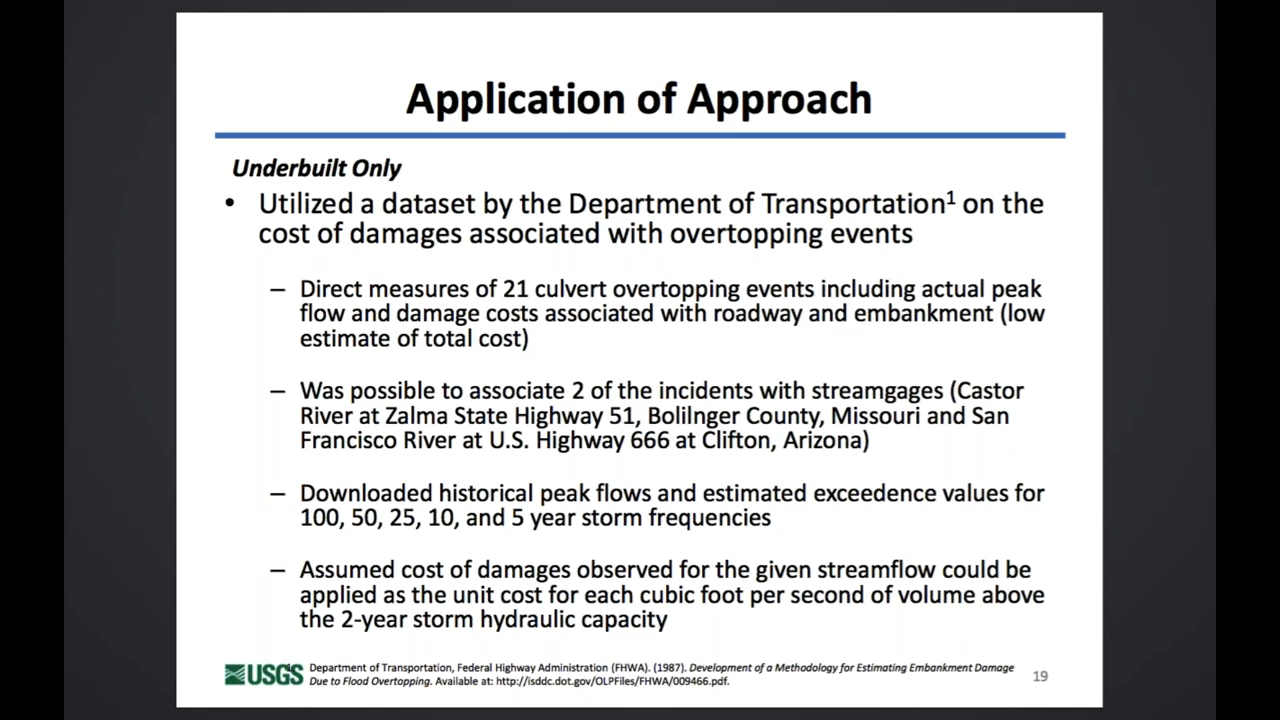 Application of Approach
Underbuilt Only
• Utilized a dataset by the Department of Transportation¹ on the
cost of damages associated with overtopping events
– Direct measures of 21 culvert overtopping events including actual peak
flow and damage costs associated with roadway and embankment (low
estimate of total cost)
– Was possible to associate 2 of the incidents with streamgages (Castor
River at Zalma State Highway 51, Bolilnger County, Missouri and San
Francisco River at U.S. Highway 666 at Clifton, Arizona)
– Downloaded historical peak flows and estimated exceedence values for
100, 50, 25, 10, and 5 year storm frequencies
– Assumed cost of damages observed for the given streamflow could be
applied as the unit cost for each cubic foot per second of volume above
the 2-year storm hydraulic capacity
USGS
1 Department of Transportation, Federal Highway Administration (FHWA). (1987). Development of a Methodology for Estimating Embankment Damage
Due to Flood Overtopping. Available at: http://isddc.dot.gov/OLPFiles/FHWA/009466.pdf.
19